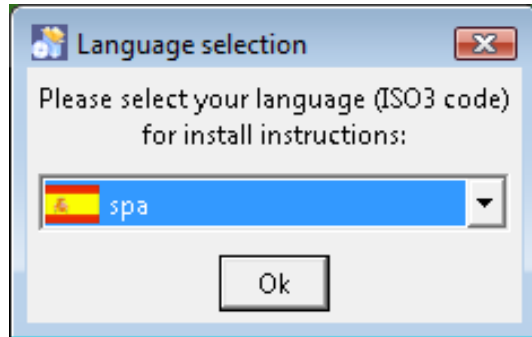 Language selection
Please select your language (ISO3 code)
for install instructions:
spa
Ok